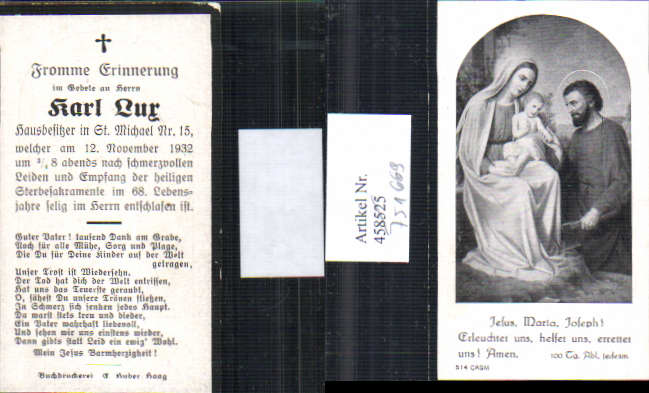 Fromme Erinnerung
im Gebete an Herrn
Karl Lux
Hausbesitzer in St. Michael Nr. 15,
welcher am 12. November 1932
um ¾ 8 abends nach schmerzvollen
Leiden und Empfang der heiligen
Sterbesakramente im 68. Lebens-
jahre selig im Herrn entschlafen ist.
Guter Vater! tausend Dank am Grabe,
Noch für alle Mühe, Sorg und Plage,
Die Du für Deine Kinder auf der Welt
getragen,
Unser Trost ist Wiedersehn.
Der Tod hat dich der Welt entrissen,
Hat uns das Teuerste geraubt,
O, sähest Du unsere Tränen fließen,
In Schmerz sich senken jedes Haupt.
Du warst stets treu und bieder,
Ein Vater wahrhaft liebevoll,
Und sehen wir uns einstens wieder,
Dann gibts statt Leid ein ewig' Wohl.
Mein Jesus Barmherzigkeit!
Buchdruckerei E. Huber Haag
Artikel Nr.
458525
751669
Jesus, Maria, Joseph!
Erleuchtet uns, helfet uns, errettet
uns! Amen. 100 Tg. Abl. jedesm.
514 CASM